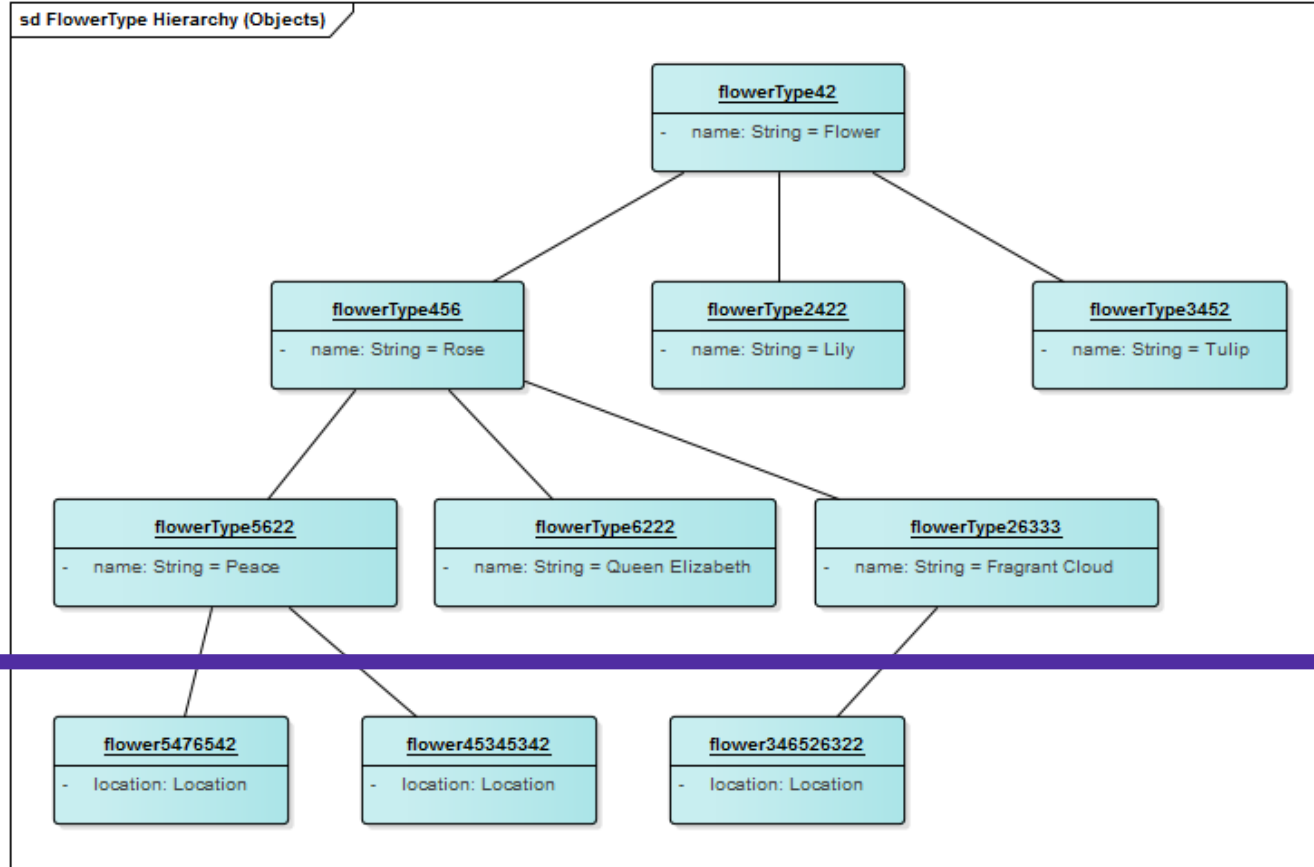 sd FlowerType Hierarchy (Objects)
flowerType42
- name: String = Flower
flowerType456
- name: String = Rose
flowerType2422
- name: String = Lily
flowerType3452
- name: String = Tulip
flowerType5622
- name: String = Peace
flowerType6222
- name: String = Queen Elizabeth
flowerType26333
- name: String = Fragrant Cloud
flower5476542
- location: Location
flower45345342
- location: Location
flower346526322
- location: Location